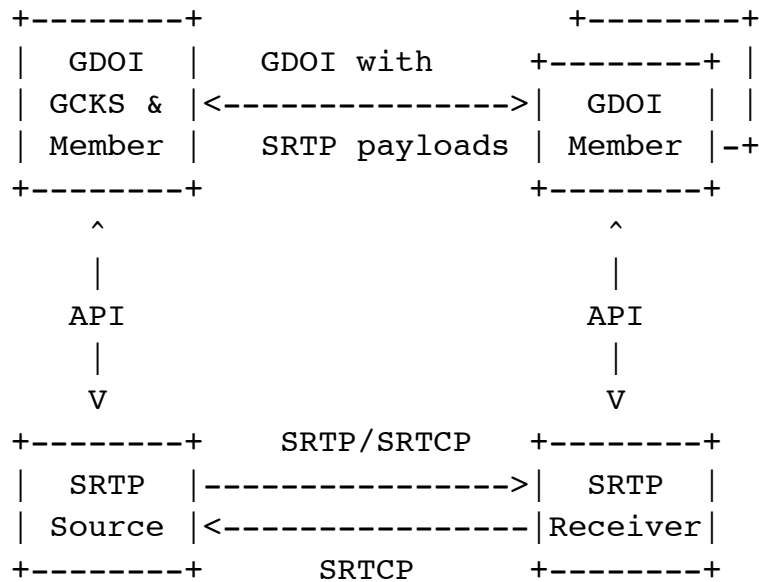 +--------+                    +--------+
|  GDOI  |   GDOI with     +--------+ |
| GCKS & |<--------------->|  GDOI  | |
| Member |   SRTP payloads | Member |-+
+--------+                 +--------+
    ^                          ^
    |                          |
   API                        API
    |                          |
    V                          V
+--------+    SRTP/SRTCP   +--------+
|  SRTP  |---------------->|  SRTP  |
| Source |<----------------|Receiver|
+--------+      SRTCP      +--------+